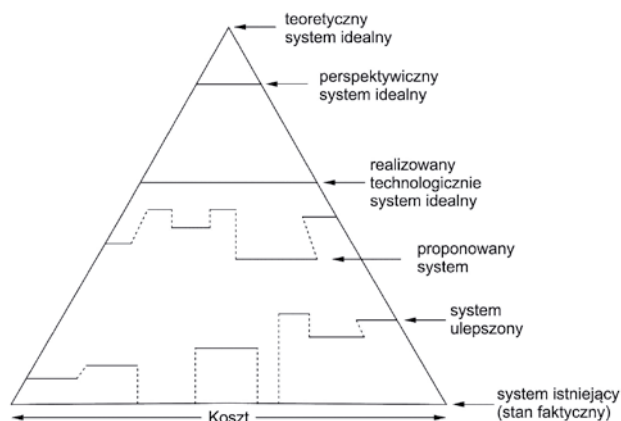 teoretyczny
system idealny
perspektywiczny
system idealny
realizowany
technologicznie
system idealny
proponowany
system
system
ulepszony
system istniejący
(stan faktyczny)
Koszt